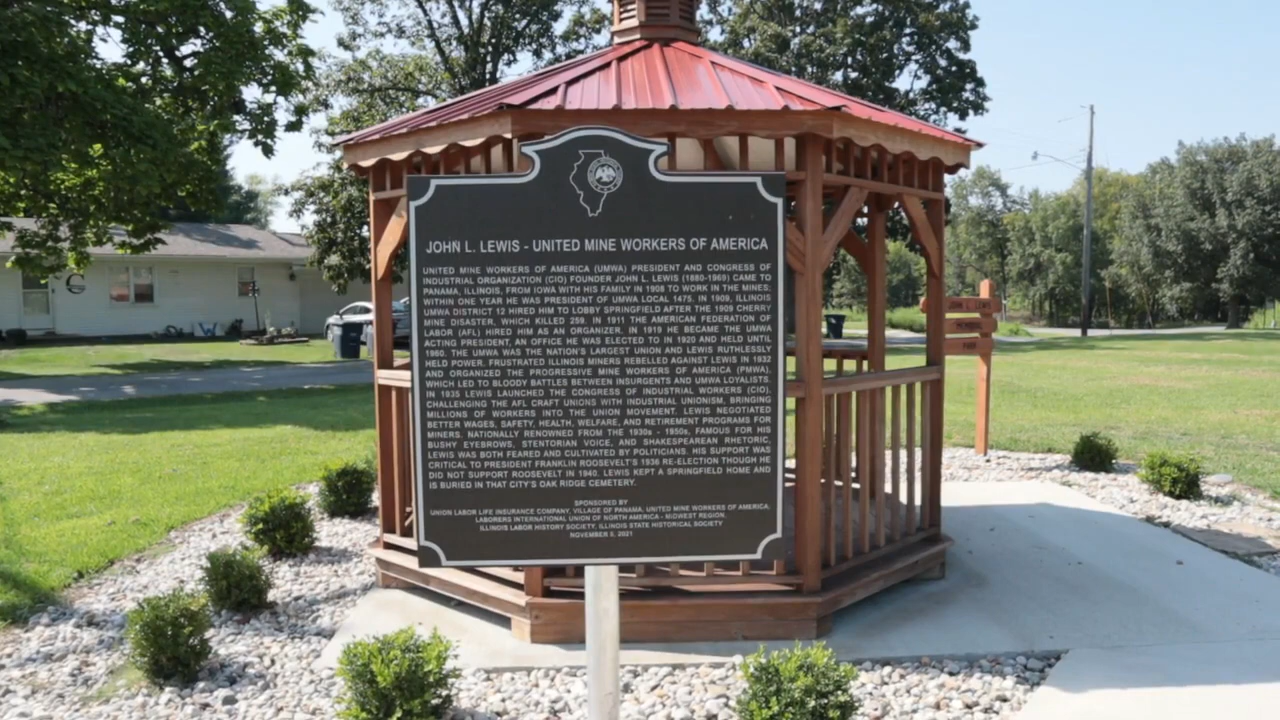 JOHN L. LEWIS - UNITED MINE WORKERS OF AMERICA
UNITED MINE WORKERS OF AMERICA (UMWA) PRESIDENT AND CONGRESS OF
INDUSTRIAL ORGANIZATION (CIO) FOUNDER JOHN L. LEWIS (1880-1969) CAME TO
PANAMA, ILLINOIS, FROM IOWA WITH HIS FAMILY IN 1908 TO WORK IN THE MINES;
WITHIN ONE YEAR HE WAS PRESIDENT OF UMWA LOCAL 1475. IN 1909, ILLINOIS
UMWA DISTRICT 12 HIRED HIM TO LOBBY SPRINGFIELD AFTER THE 1909 CHERRY
MINE DISASTER, WHICH KILLED 259. IN 1911 THE AMERICAN FEDERATION OF
LABOR (AFL) HIRED HIM AS AN ORGANIZER. IN 1919 HE BECAME THE UMWA
ACTING PRESIDENT, AN OFFICE HE WAS ELECTED TO IN 1920 AND HELD UNTIL
1960. THE UMWA WAS THE NATION'S LARGEST UNION AND LEWIS RUTHLESSLY
HELD POWER. FRUSTRATED ILLINOIS MINERS REBELLED AGAINST LEWIS IN 1932
AND ORGANIZED THE PROGRESSIVE MINE WORKERS OF AMERICA (PMWA),
WHICH LED TO BLOODY BATTLES BETWEEN INSURGENTS AND UMWA LOYALISTS.
IN 1935 LEWIS LAUNCHED THE CONGRESS OF INDUSTRIAL WORKERS (CIO),
CHALLENGING THE AFL CRAFT UNIONS WITH INDUSTRIAL UNIONISM, BRINGING
MILLIONS OF WORKERS INTO THE UNION MOVEMENT. LEWIS NEGOTIATED
BETTER WAGES, SAFETY, HEALTH, WELFARE, AND RETIREMENT PROGRAMS FOR
MINERS. NATIONALLY RENOWNED FROM THE 1930s - 1950s, FAMOUS FOR HIS
BUSHY EYEBROWS, STENTORIAN VOICE, AND SHAKESPEAREAN RHETORIC,
LEWIS WAS BOTH FEARED AND CULTIVATED BY POLITICIANS. HIS SUPPORT WAS
CRITICAL TO PRESIDENT FRANKLIN ROOSEVELT'S 1936 RE-ELECTION THOUGH HE
DID NOT SUPPORT ROOSEVELT IN 1940. LEWIS KEPT A SPRINGFIELD HOME AND
IS BURIED IN THAT CITY'S OAK RIDGE CEMETERY.
SPONSORED BY
UNION LABOR LIFE INSURANCE COMPANY, VILLAGE OF PANAMA, UNITED MINE WORKERS OF AMERICA,
LABORERS INTERNATIONAL UNION OF NORTH AMERICA - MIDWEST REGION,
ILLINOIS LABOR HISTORY SOCIETY, ILLINOIS STATE HISTORICAL SOCIETY
NOVEMBER 5, 2021
JOHN L. LEWIS
MEMORIAL
PARK